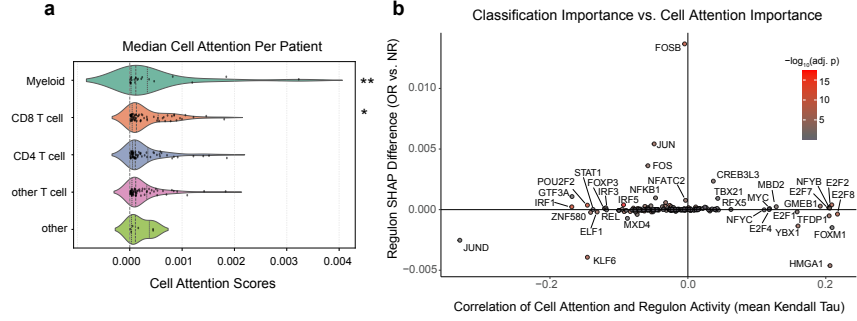 a
Median Cell Attention Per Patient
Myeloid
CD8 T cell
CD4 T cell
other T cell
other
**
*
0.000 0.001 0.002 0.003 0.004
Cell Attention Scores
b
Classification Importance vs. Cell Attention Importance
Regulon SHAP Difference (OR vs. NR)
0.010
0.005
0.000
−0.005
−0.2 0.0 0.2
Correlation of Cell Attention and Regulon Activity (mean Kendall Tau)
−log10(adj. p)
15
10
5
FOSB
JUN
FOS
CREB3L3
STAT1
NFATC2
POU2F2
FOXP3
NFKB1
TBX21
MBD2
NFYB
E2F2
GTF3A
IRF3
MYC
E2F7
E2F8
IRF1
IRF5
RFX5
GMEB1
ZNF580
REL
NFYC
E2F1
TFDP1
ELF1
MXD4
E2F4
YBX1
FOXM1
JUND
KLF6
HMGA1